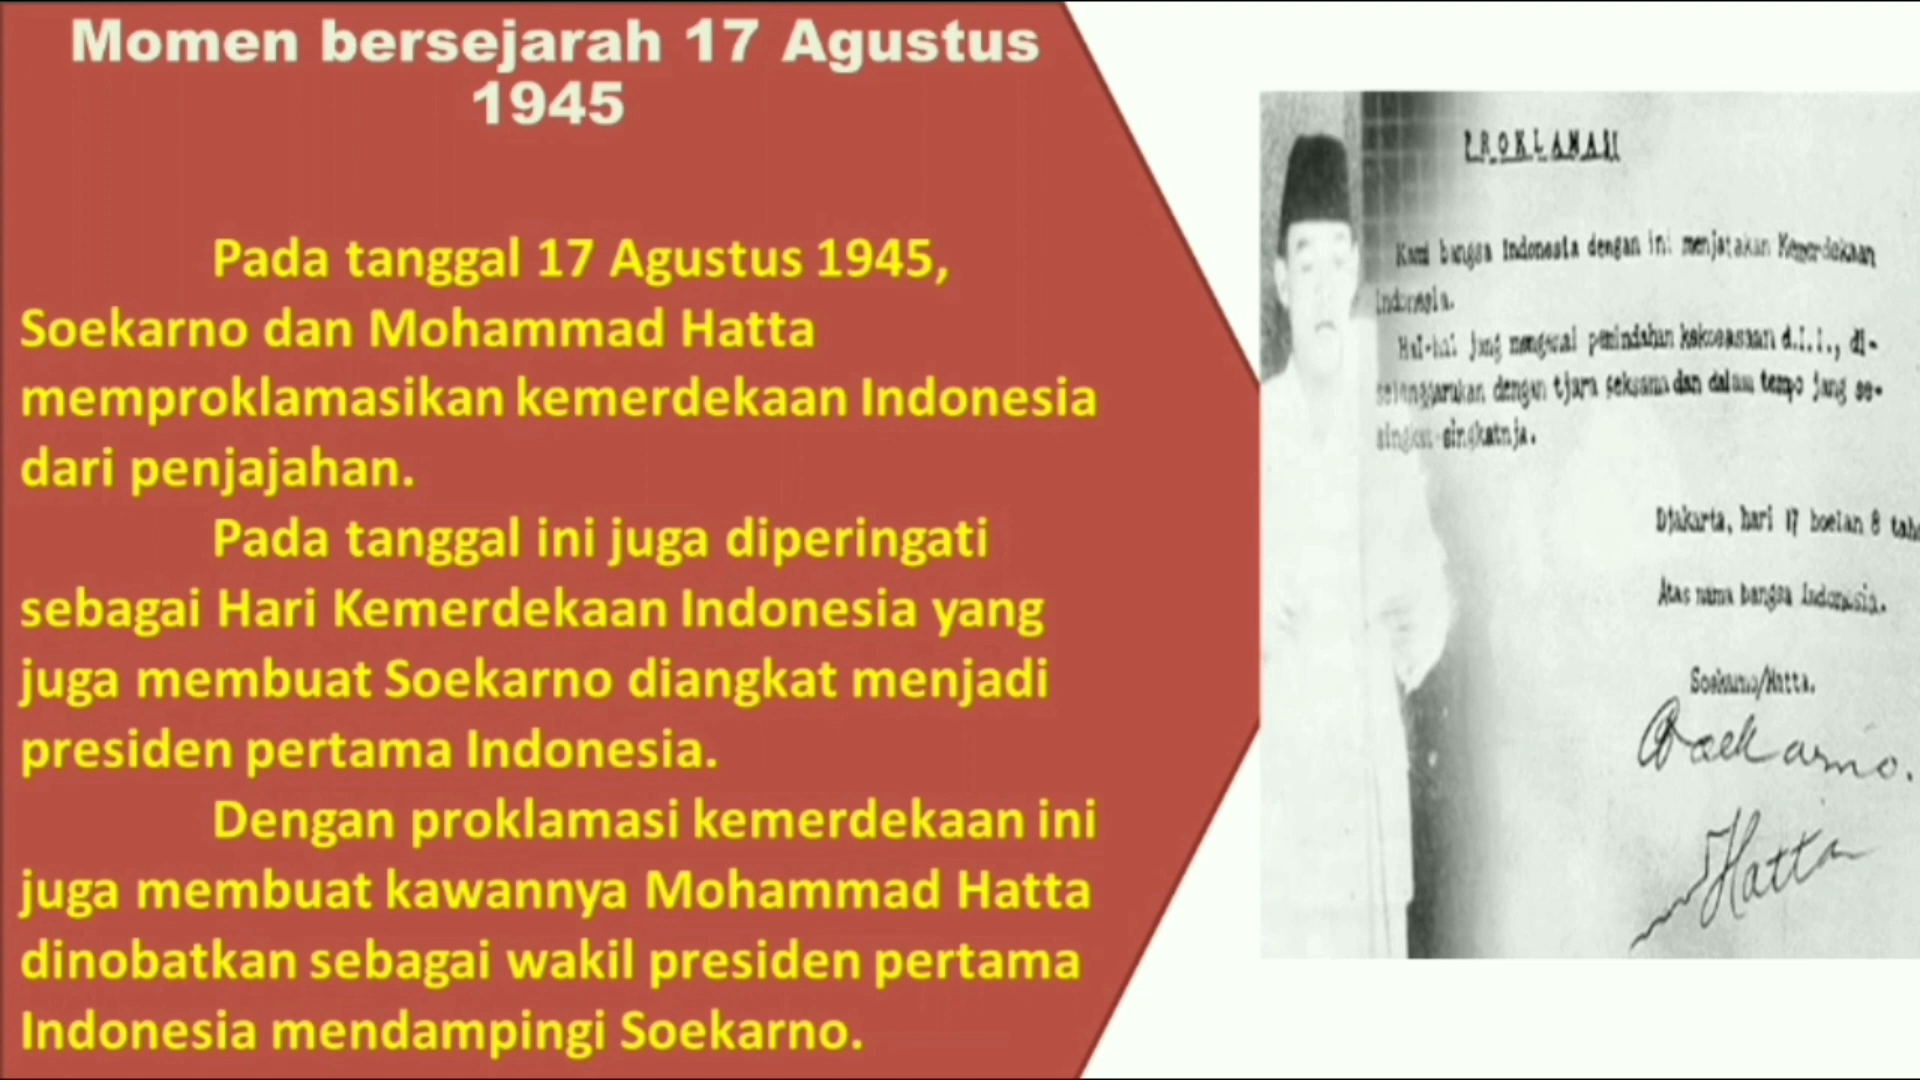 Momen bersejarah 17 Agustus
1945
Pada tanggal 17 Agustus 1945,
Soekarno dan Mohammad Hatta
memproklamasikan kemerdekaan Indonesia
dari penjajahan.
Pada tanggal ini juga diperingati
sebagai Hari Kemerdekaan Indonesia yang
juga membuat Soekarno diangkat menjadi
presiden pertama Indonesia.
Dengan proklamasi kemerdekaan ini
juga membuat kawannya Mohammad Hatta
dinobatkan sebagai wakil presiden pertama
Indonesia mendampingi Soekarno.
PROKLAMASI
Kami bangsa Indonesia dengan ini menjatakan Kemerdekaan
Indonesia.
Hal-hal jang mengenai pemindahan kekoeasaan d.l.l., di-
selenggarakan dengan tjara seksama dan dalam tempo jang se-
singkat-singkatnja.
Djakarta, hari 17 boelan 8
Atas nama bangsa Indonesia.
Soekarno/Hatta.
Soekarno.
Hatta